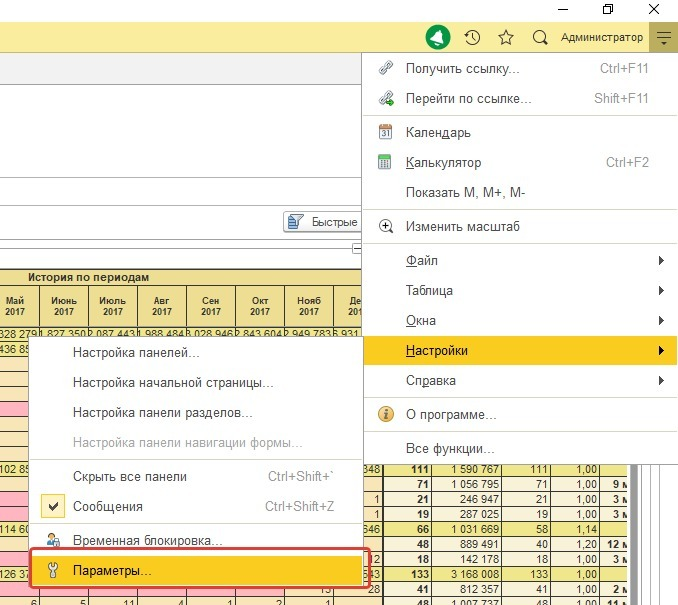 Администратор
Получить ссылку... Ctrl+F11
Перейти по ссылке... Shift+F11
31 Календарь
Калькулятор Ctrl+F2
Показать M, M+, M-
Изменить масштаб
Файл
Таблица
Окна
Настройки
Справка
О программе...
Все функции...
Быстрые
История по периодам
Май Июнь Июль Авг Сен Окт Нояб
2017 2017 2017 2017 2017 2017 2017
Настройка панелей...
Настройка начальной страницы...
Настройка панели разделов...
Настройка панели навигации формы...
Скрыть все панели Ctrl+Shift+`
Сообщения Ctrl+Shift+Z
Временная блокировка...
Параметры...
348 111 1 590 767 111 1,00
71 1 056 795 71 1,00 9 м
1 21 246 947 21 1,00 3 м
1 19 287 025 19 1,00 3 м
646 66 1 031 669 58 1,14
48 889 491 40 1,20 12 м
12 18 142 178 18 1,00 3 м
543 133 3 168 008 133 1,00
28 41 812 357 41 1,00 2 м